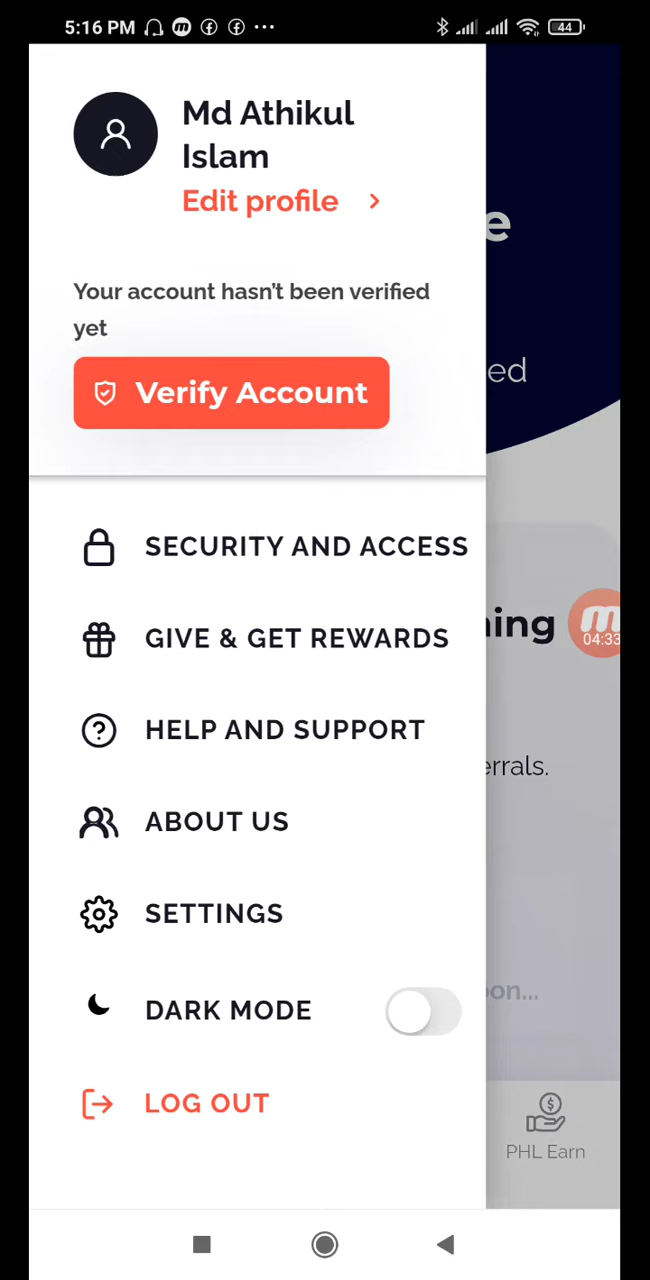 5:16 PM
44
Md Athikul
Islam
Edit profile
Your account hasn't been verified
yet
Verify Account
SECURITY AND ACCESS
GIVE & GET REWARDS
HELP AND SUPPORT
ABOUT US
SETTINGS
DARK MODE
LOG OUT
e
ed
ning
04:33
errals.
oon...
PHL Earn